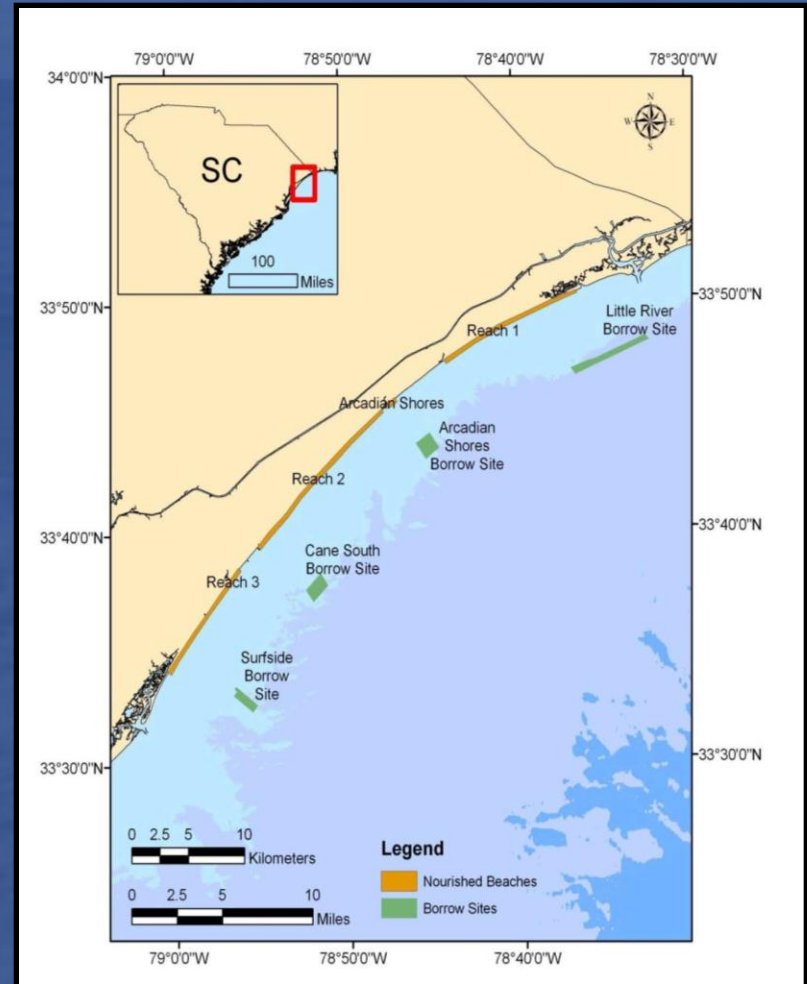 79°0'0"W
78°50'0"W
78°40'0"W
78°30'0"W
34°0'0"N
N
W
E
S
SC
100
Miles
33°50'0"N
33°50'0"N
Little River
Borrow Site
Reach 1
Arcadian Shores
Arcadian
Shores
Borrow Site
Reach 2
33°40'0"N
33°40'0"N
Cane South
Borrow Site
Reach 3
Surfside
Borrow
Site
33°30'0"N
33°30'0"N
0 2.5 5 10
Kilometers
0 2.5 5 10
Miles
Legend
Nourished Beaches
Borrow Sites
79°0'0"W
78°50'0"W
78°40'0"W